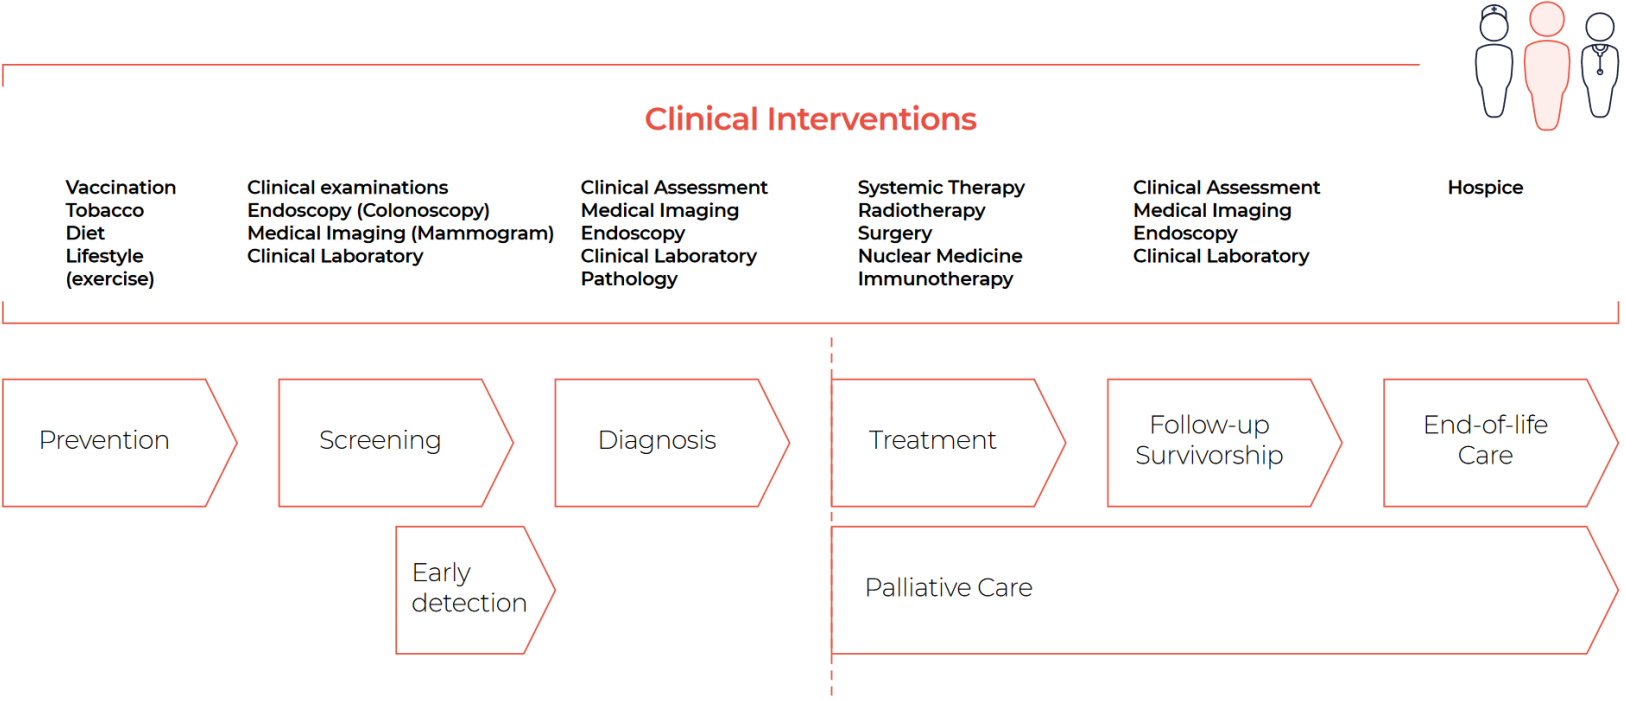 Clinical Interventions
Vaccination
Tobacco
Diet
Lifestyle
(exercise)
Clinical examinations
Endoscopy (Colonoscopy)
Medical Imaging (Mammogram)
Clinical Laboratory
Clinical Assessment
Medical Imaging
Endoscopy
Clinical Laboratory
Pathology
Systemic Therapy
Radiotherapy
Surgery
Nuclear Medicine
Immunotherapy
Clinical Assessment
Medical Imaging
Endoscopy
Clinical Laboratory
Hospice
Prevention
Screening
Diagnosis
Treatment
Follow-up
Survivorship
End-of-life
Care
Early
detection
Palliative Care